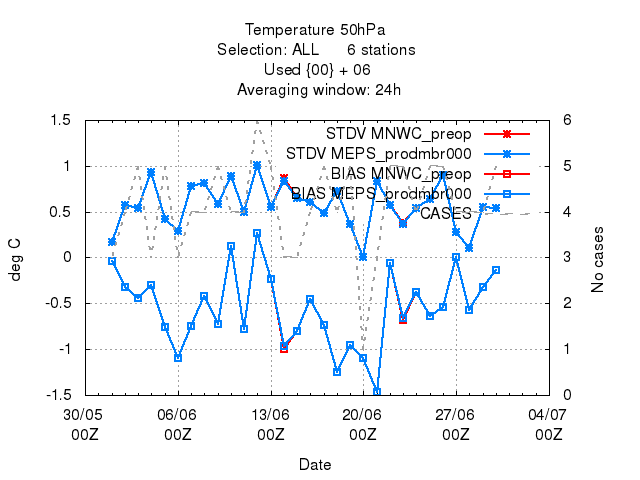 Temperature 50hPa
Selection: ALL 6 stations
Used {00} + 06
Averaging window: 24h
STDV MNWC_preop
STDV MEPS_prodmbr000
BIAS MNWC_preop
BIAS MEPS_prodmbr000
CASES
1.5
1
0.5
0
-0.5
-1
-1.5
deg C
6
5
4
3
2
1
0
No cases
30/05 06/06 13/06 20/06 27/06 04/07
00Z 00Z 00Z 00Z 00Z 00Z
Date